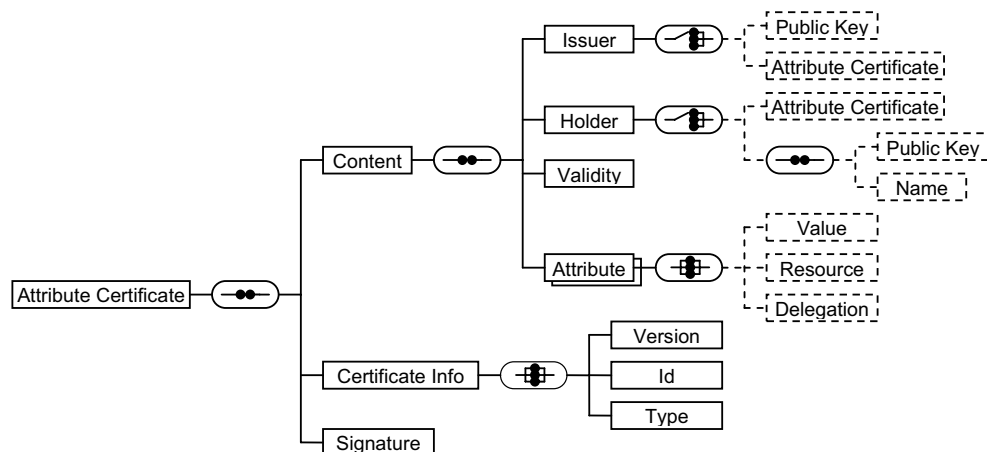 Issuer
Public Key
Attribute Certificate
Holder
Attribute Certificate
Public Key
Name
Content
Validity
Attribute
Value
Resource
Delegation
Attribute Certificate
Certificate Info
Version
Id
Type
Signature